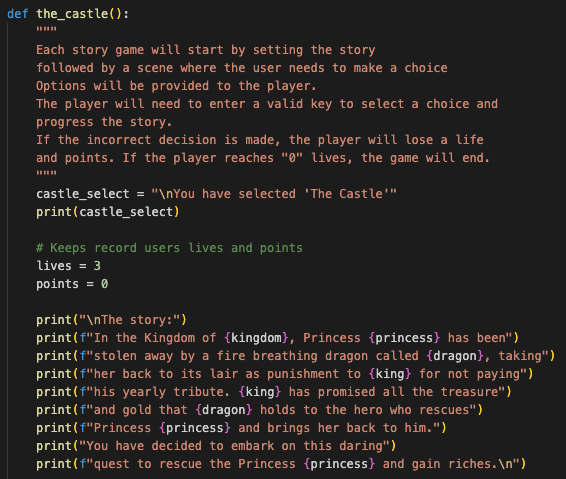 def the_castle():
"""
Each story game will start by setting the story
followed by a scene where the user needs to make a choice
Options will be provided to the player.
The player will need to enter a valid key to select a choice and
progress the story.
If the incorrect decision is made, the player will lose a life
and points. If the player reaches "0" lives, the game will end.
"""
castle_select = "\nYou have selected 'The Castle'"
print(castle_select)
# Keeps record users lives and points
lives = 3
points = 0
print("\nThe story:")
print(f"In the Kingdom of {kingdom}, Princess {princess} has been")
print(f"stolen away by a fire breathing dragon called {dragon}, taking")
print(f"her back to its lair as punishment to {king} for not paying")
print(f"his yearly tribute. {king} has promised all the treasure")
print(f"and gold that {dragon} holds to the hero who rescues")
print(f"Princess {princess} and brings her back to him.")
print("You have decided to embark on this daring")
print(f"quest to rescue the Princess {princess} and gain riches.\n")